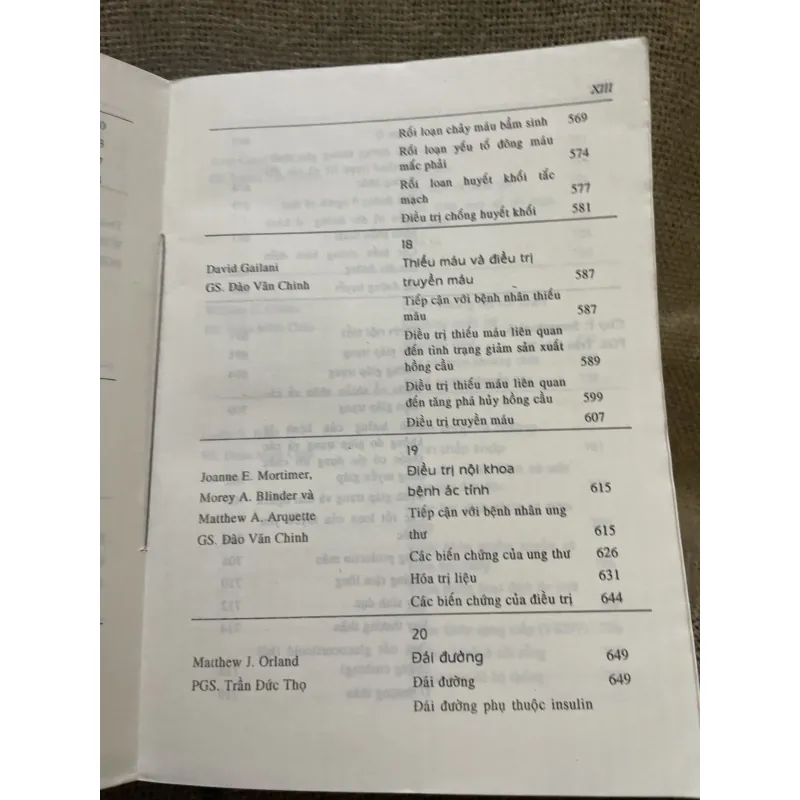 XIII
Rối loạn chảy máu bẩm sinh 569
Rối loạn yếu tố đông máu
mắc phải 574
Rối loan huyết khối tắc
mạch 577
Điều trị chống huyết khối 581
18
David Gailani Thiếu máu và điều trị
GS. Đào Văn Chinh truyền máu 587
Tiếp cận với bệnh nhân thiếu
máu 587
Điều trị thiếu máu liên quan
đến tình trạng giảm sản xuất
hồng cầu 589
Điều trị thiếu máu liên quan
đến tăng phá hủy hồng cầu 599
Điều trị truyền máu 607
19
Joanne E. Mortimer, Điều trị nội khoa
Morey A. Blinder và bệnh ác tính 615
Matthew A. Arquette Tiếp cận với bệnh nhân ung
GS. Đào Văn Chinh thư 615
Các biến chứng của ung thư 626
Hóa trị liệu 631
Các biến chứng của điều trị 644
20
Matthew J. Orland Đái đường 649
PGS. Trần Đức Thọ Đái đường 649
Đái đường phụ thuộc insulin